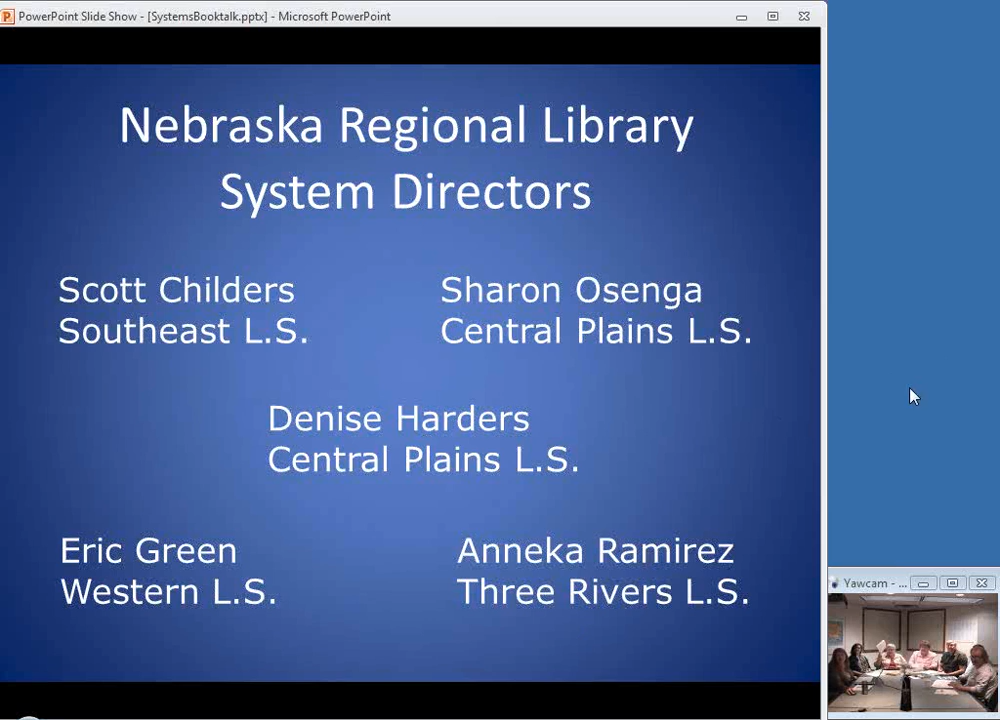 PowerPoint Slide Show - [SystemsBooktalk.pptx] - Microsoft PowerPoint
Nebraska Regional Library
System Directors
Scott Childers
Southeast L.S.
Sharon Osenga
Central Plains L.S.
Denise Harders
Central Plains L.S.
Eric Green
Western L.S.
Anneka Ramirez
Three Rivers L.S.
Yawcam - ...